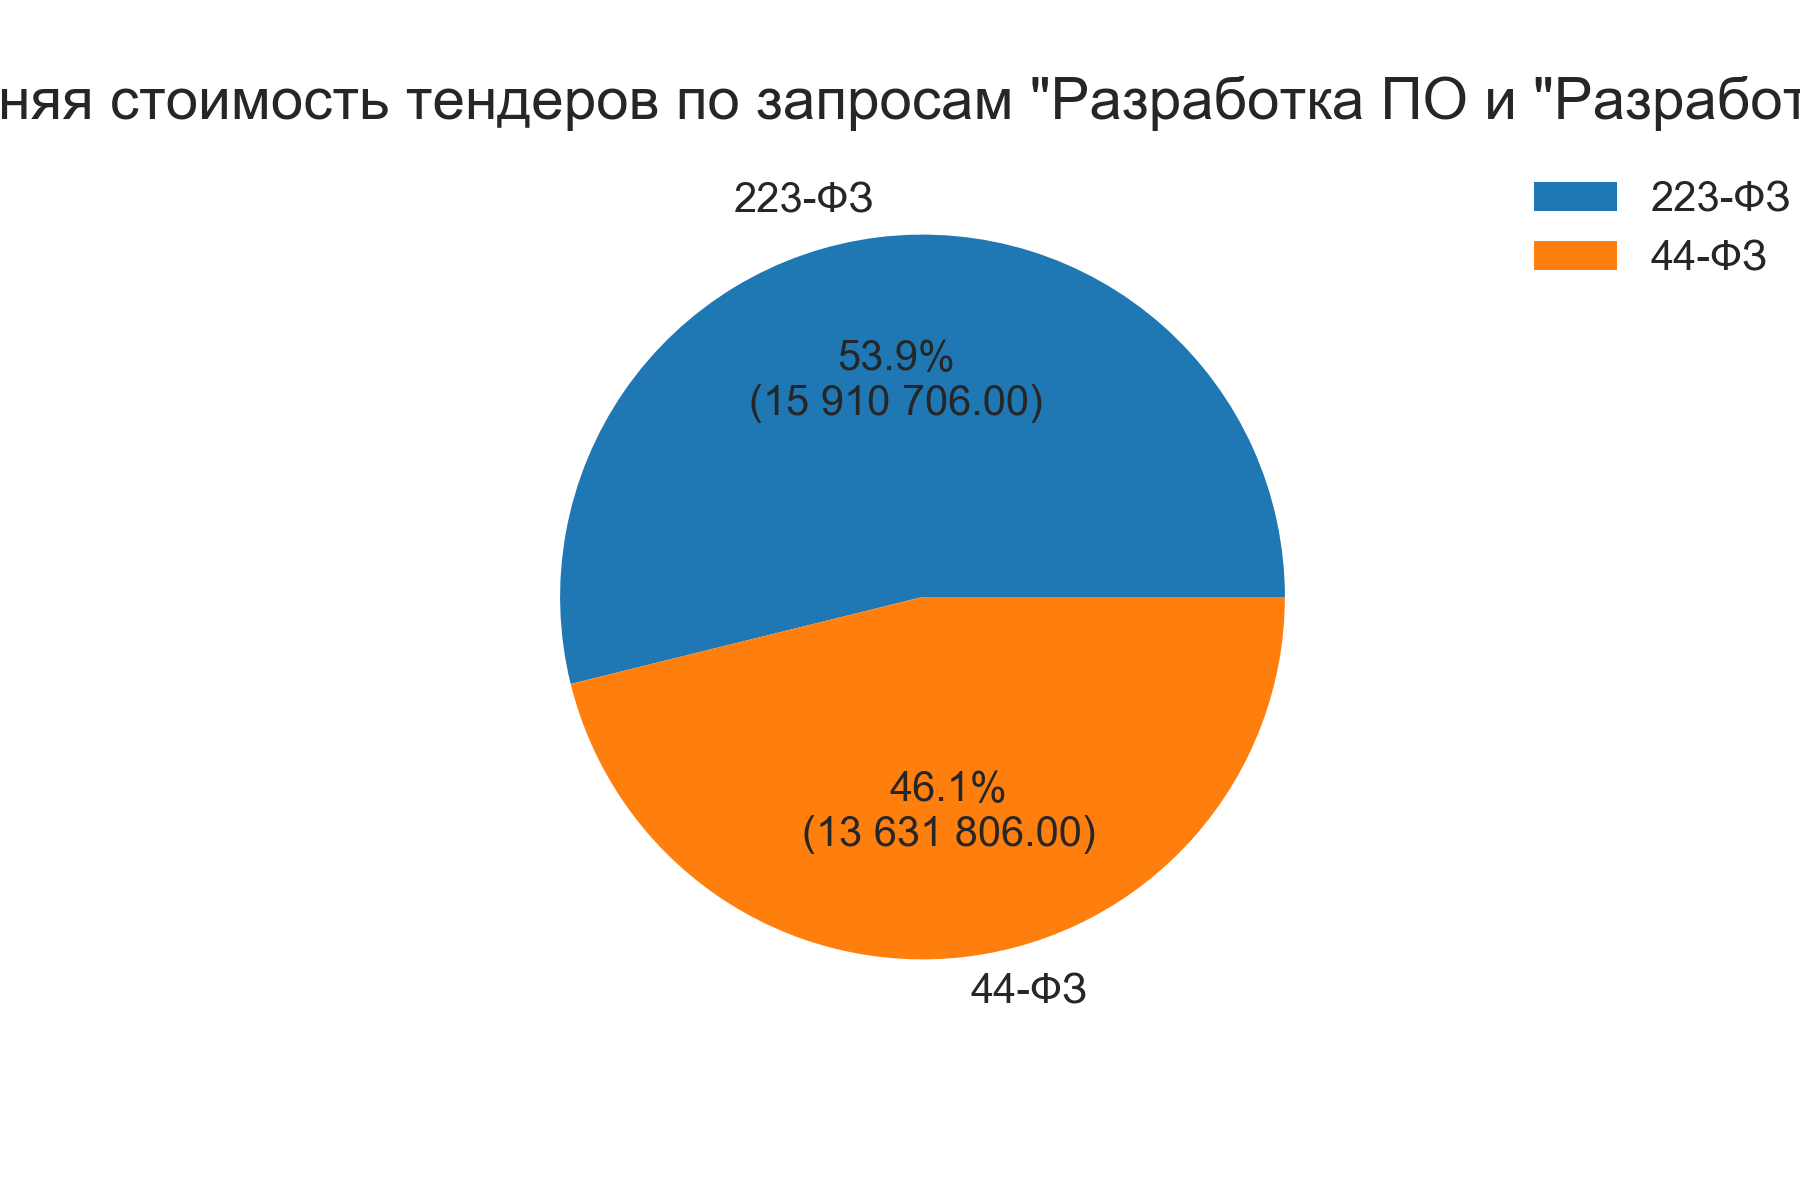 няя стоимость тендеров по запросам "Разработка ПО и "Разработ
223-ФЗ
223-ФЗ
44-ФЗ
53.9%
(15 910 706.00)
46.1%
(13 631 806.00)
44-ФЗ